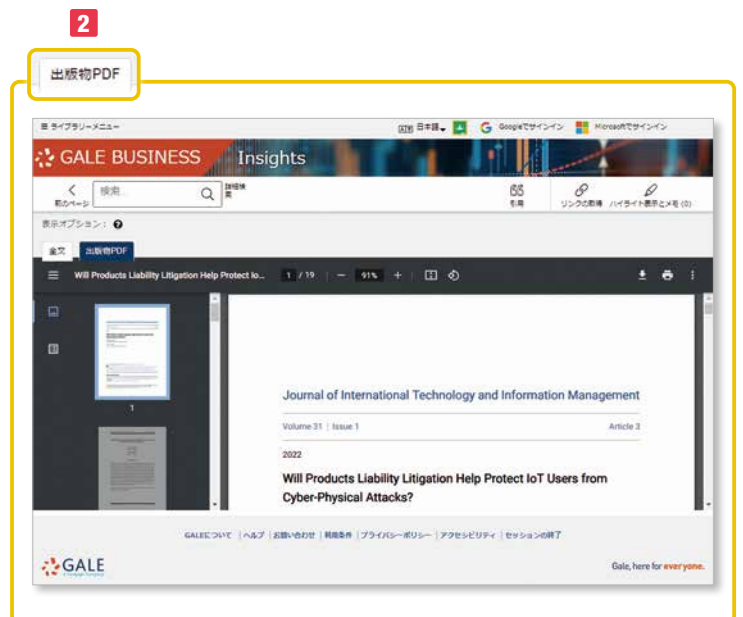 2
出版物PDF
ライブラリーメニュー 日本語 Googleでサインイン Microsoftでサインイン
GALE BUSINESS Insights
前のページ 検索... 詳細検索 引用 リンクの取得 ハイライト表示とメモ (0)
表示オプション:
全文 出版物PDF
Will Products Liability Litigation Help Protect Io... 1 / 19 91%
Journal of International Technology and Information Management
1
Volume 31 | Issue 1 Article 3
2022
Will Products Liability Litigation Help Protect IoT Users from
Cyber-Physical Attacks?
GALEについて | ヘルプ | お問い合わせ | 利用条件 | プライバシーポリシー | アクセシビリティ | セッションの終了
GALE Gale, here for everyone.